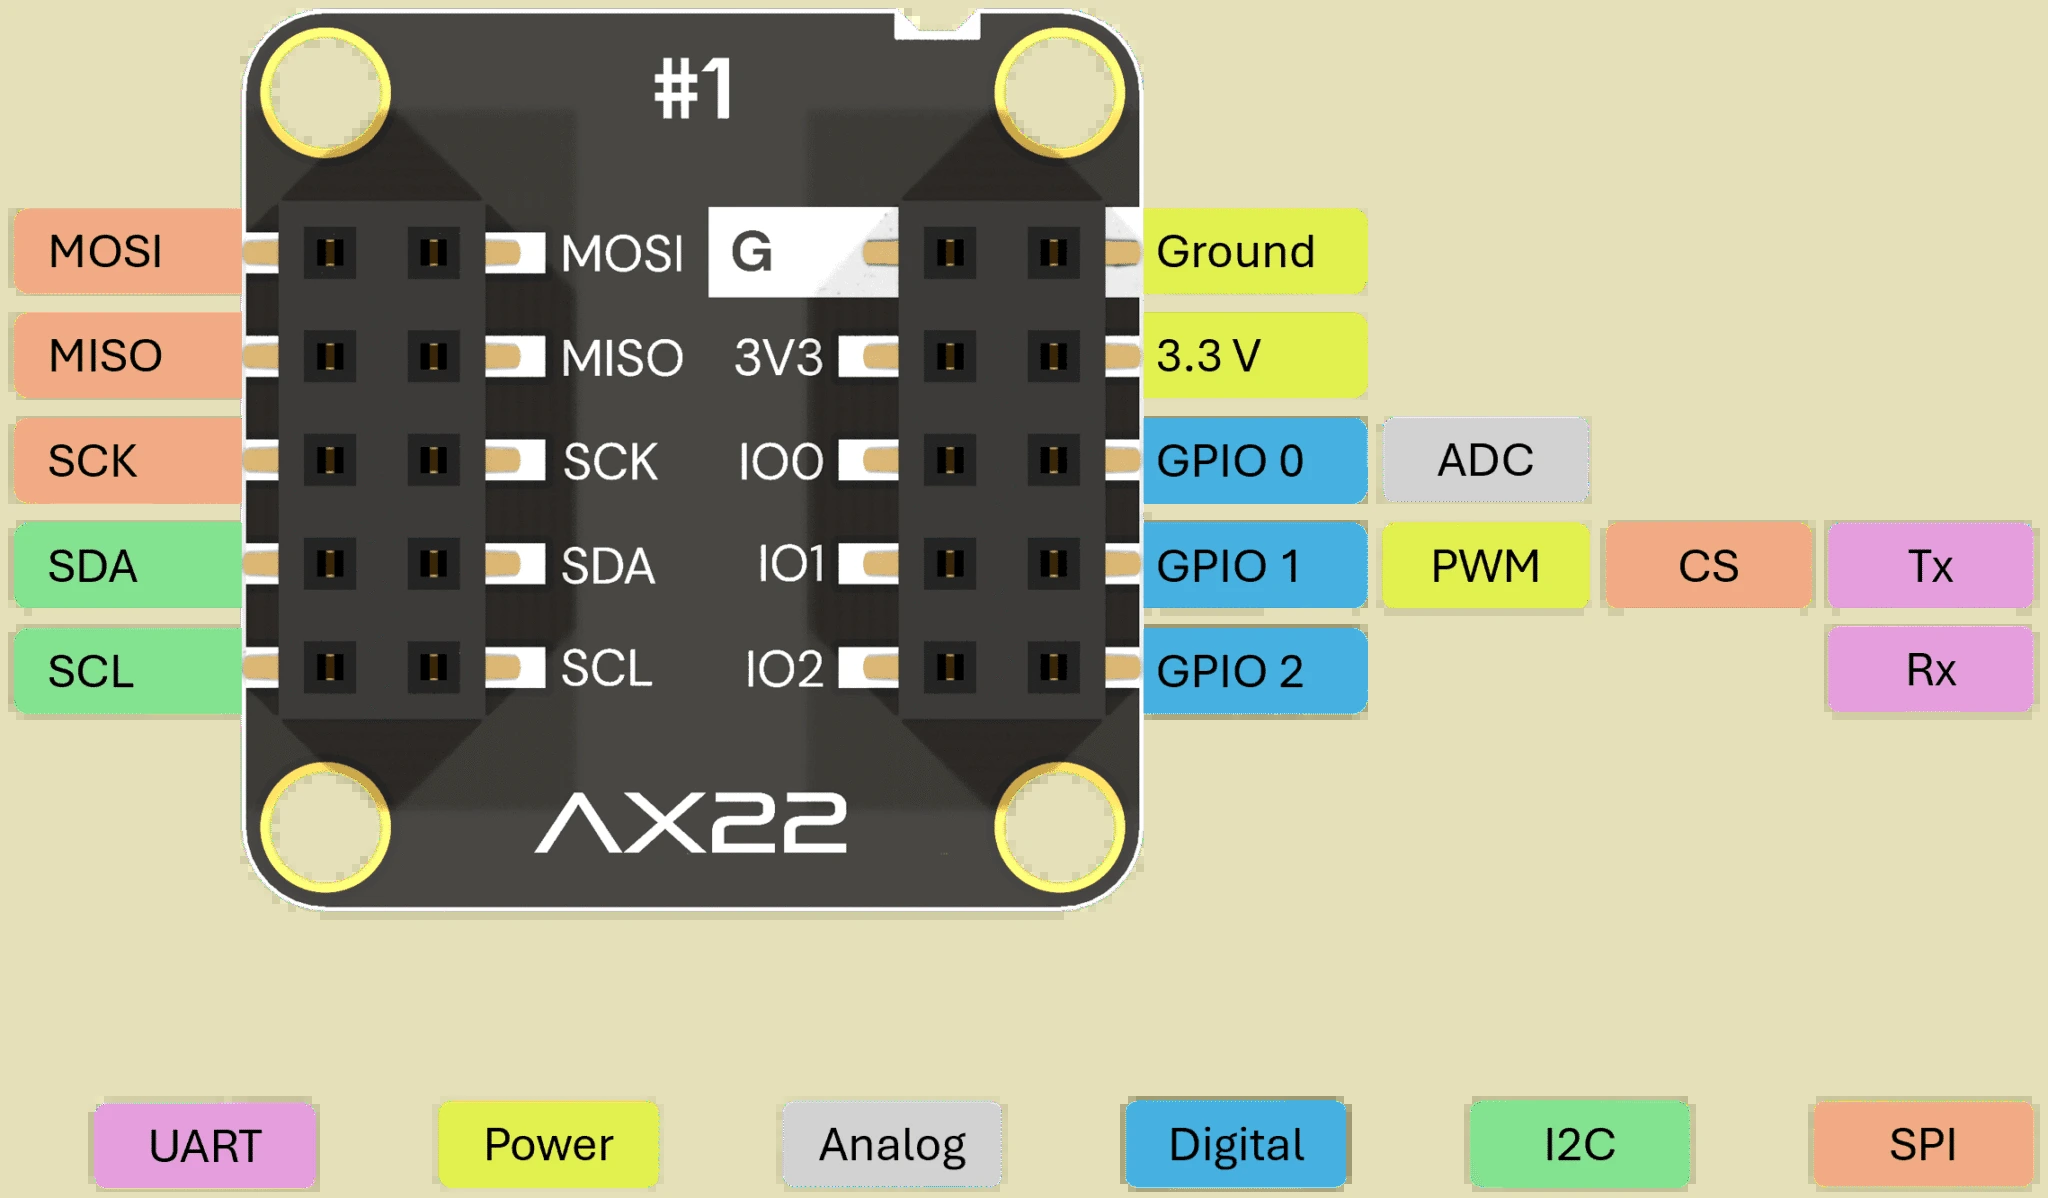 #1
MOSI MOSI G Ground
MISO MISO 3V3 3.3 V
SCK SCK IO0 GPIO 0 ADC
SDA SDA IO1 GPIO 1 PWM CS Tx
SCL SCL IO2 GPIO 2 Rx
AX22
UART Power Analog Digital I2C SPI